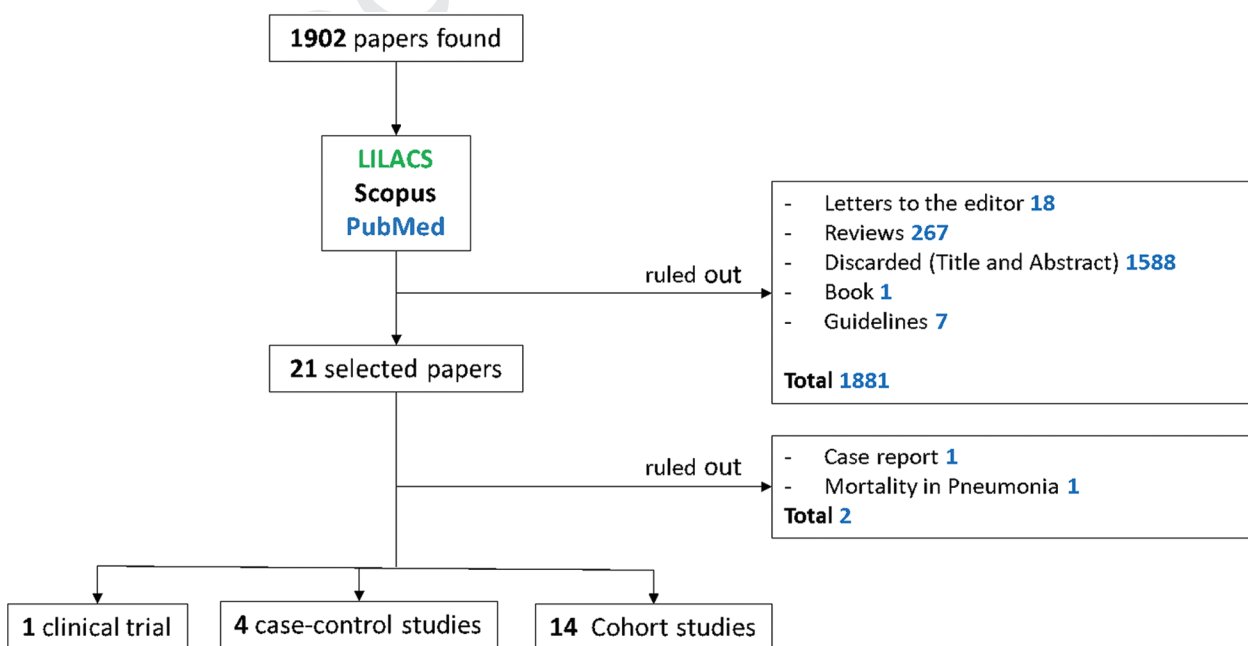 1902 papers found
LILACS
Scopus
PubMed
ruled out
- Letters to the editor 18
- Reviews 267
- Discarded (Title and Abstract) 1588
- Book 1
- Guidelines 7
Total 1881
21 selected papers
ruled out
- Case report 1
- Mortality in Pneumonia 1
Total 2
1 clinical trial
4 case-control studies
14 Cohort studies